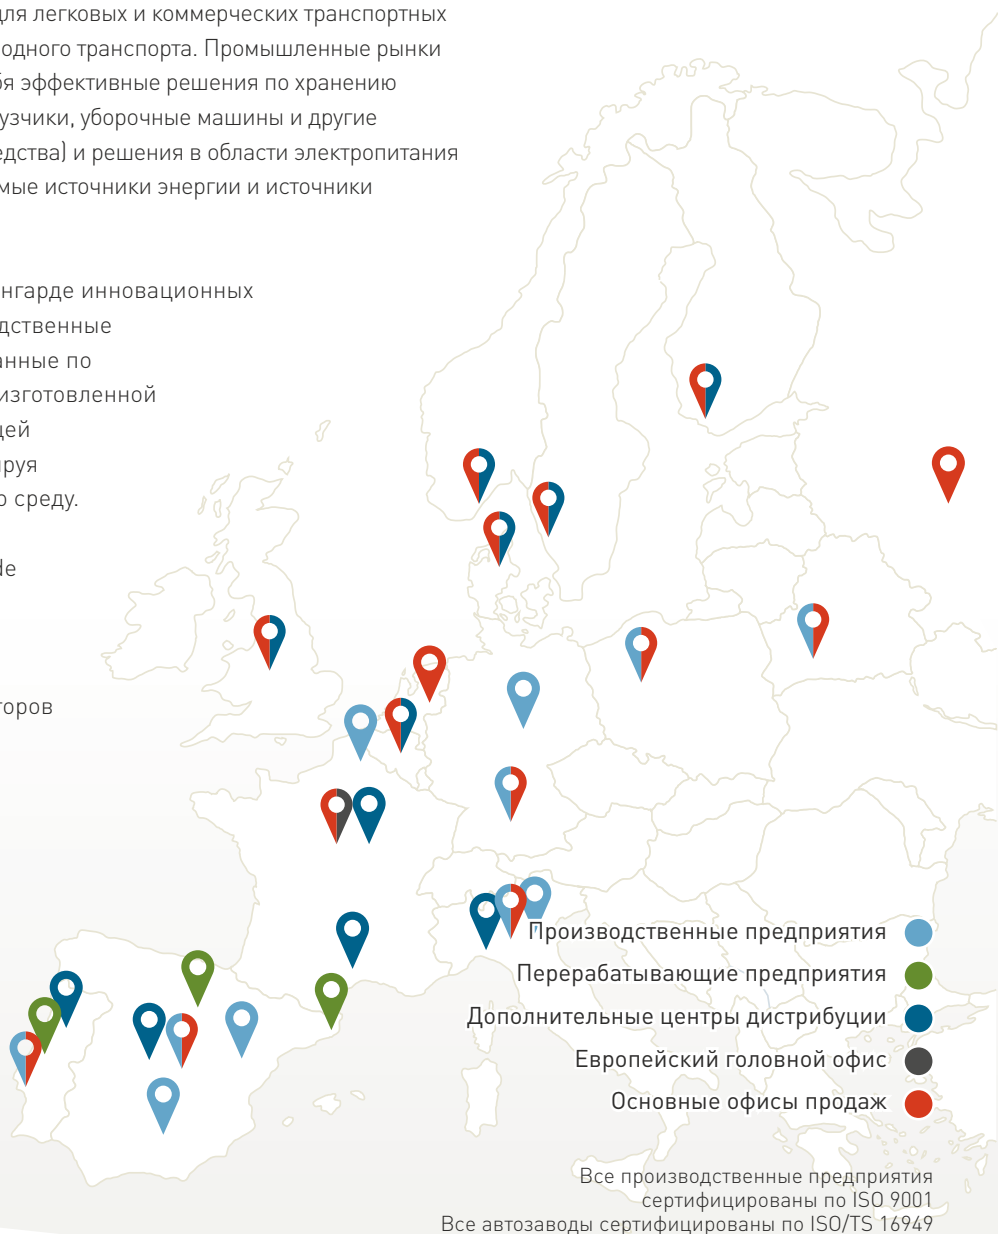 для легковых и коммерческих транспортных
одного транспорта. Промышленные рынки
бя эффективные решения по хранению
узчики, уборочные машины и другие
едства) и решения в области электропитания
мые источники энергии и источники
нгарде инновационных
дственные
анные по
изготовленной
щей
ируя
ю среду.
de
торов
Производственные предприятия
Перерабатывающие предприятия
Дополнительные центры дистрибуции
Европейский головной офис
Основные офисы продаж
Все производственные предприятия
сертифицированы по ISO 9001
Все автозаводы сертифицированы по ISO/TS 16949